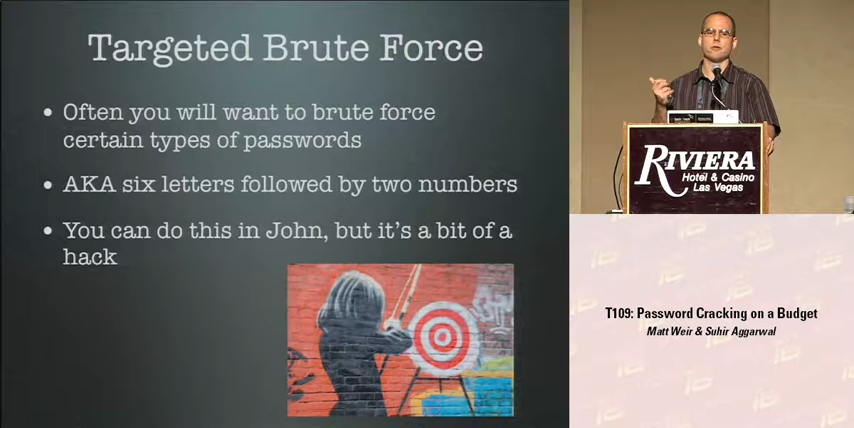 Targeted Brute Force
• Often you will want to brute force
certain types of passwords
• AKA six letters followed by two numbers
• You can do this in John, but it's a bit of a
hack
RIVIERA
Hotel & Casino
Las Vegas
T109: Password Cracking on a Budget
Matt Weir & Suhir Aggarwal